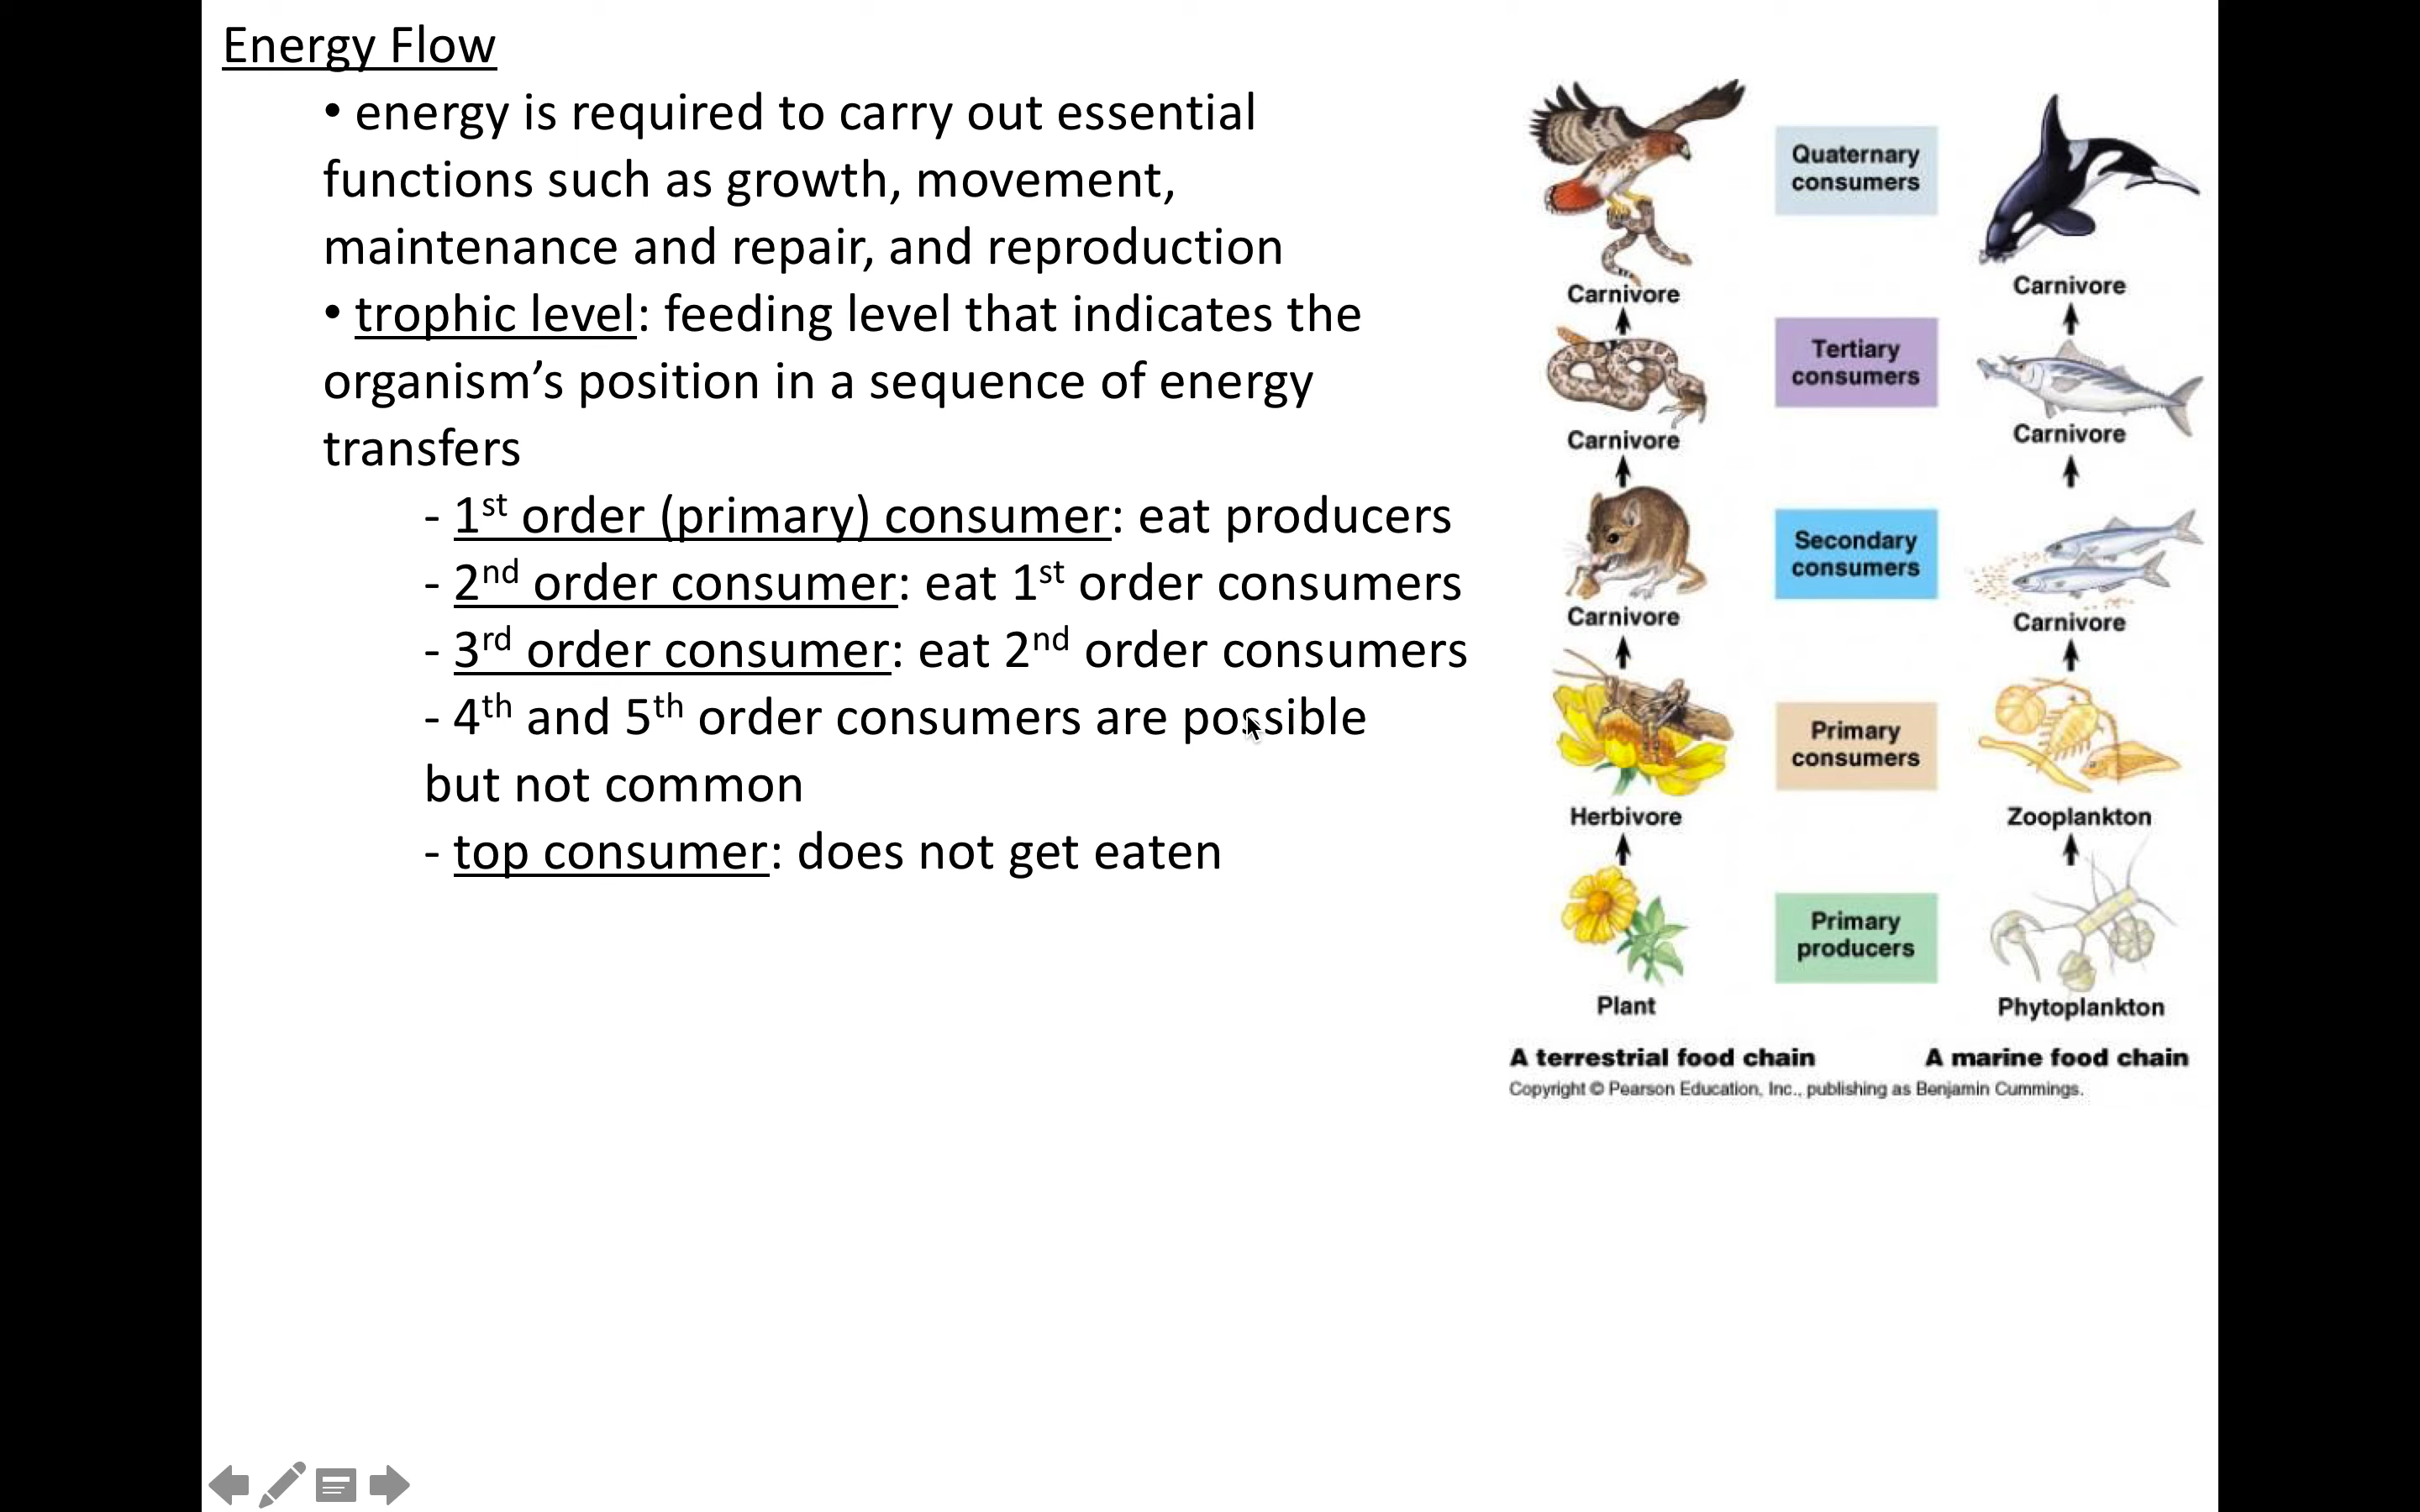 Energy Flow
• energy is required to carry out essential
functions such as growth, movement,
maintenance and repair, and reproduction
• trophic level: feeding level that indicates the
organism’s position in a sequence of energy
transfers
- 1st order (primary) consumer: eat producers
- 2nd order consumer: eat 1st order consumers
- 3rd order consumer: eat 2nd order consumers
- 4th and 5th order consumers are possible
but not common
- top consumer: does not get eaten
Quaternary
consumers
Carnivore
Carnivore
Tertiary
consumers
Carnivore
Carnivore
Secondary
consumers
Carnivore
Carnivore
Primary
consumers
Herbivore
Zooplankton
Primary
producers
Plant
Phytoplankton
A terrestrial food chain
A marine food chain
Copyright © Pearson Education, Inc., publishing as Benjamin Cummings.